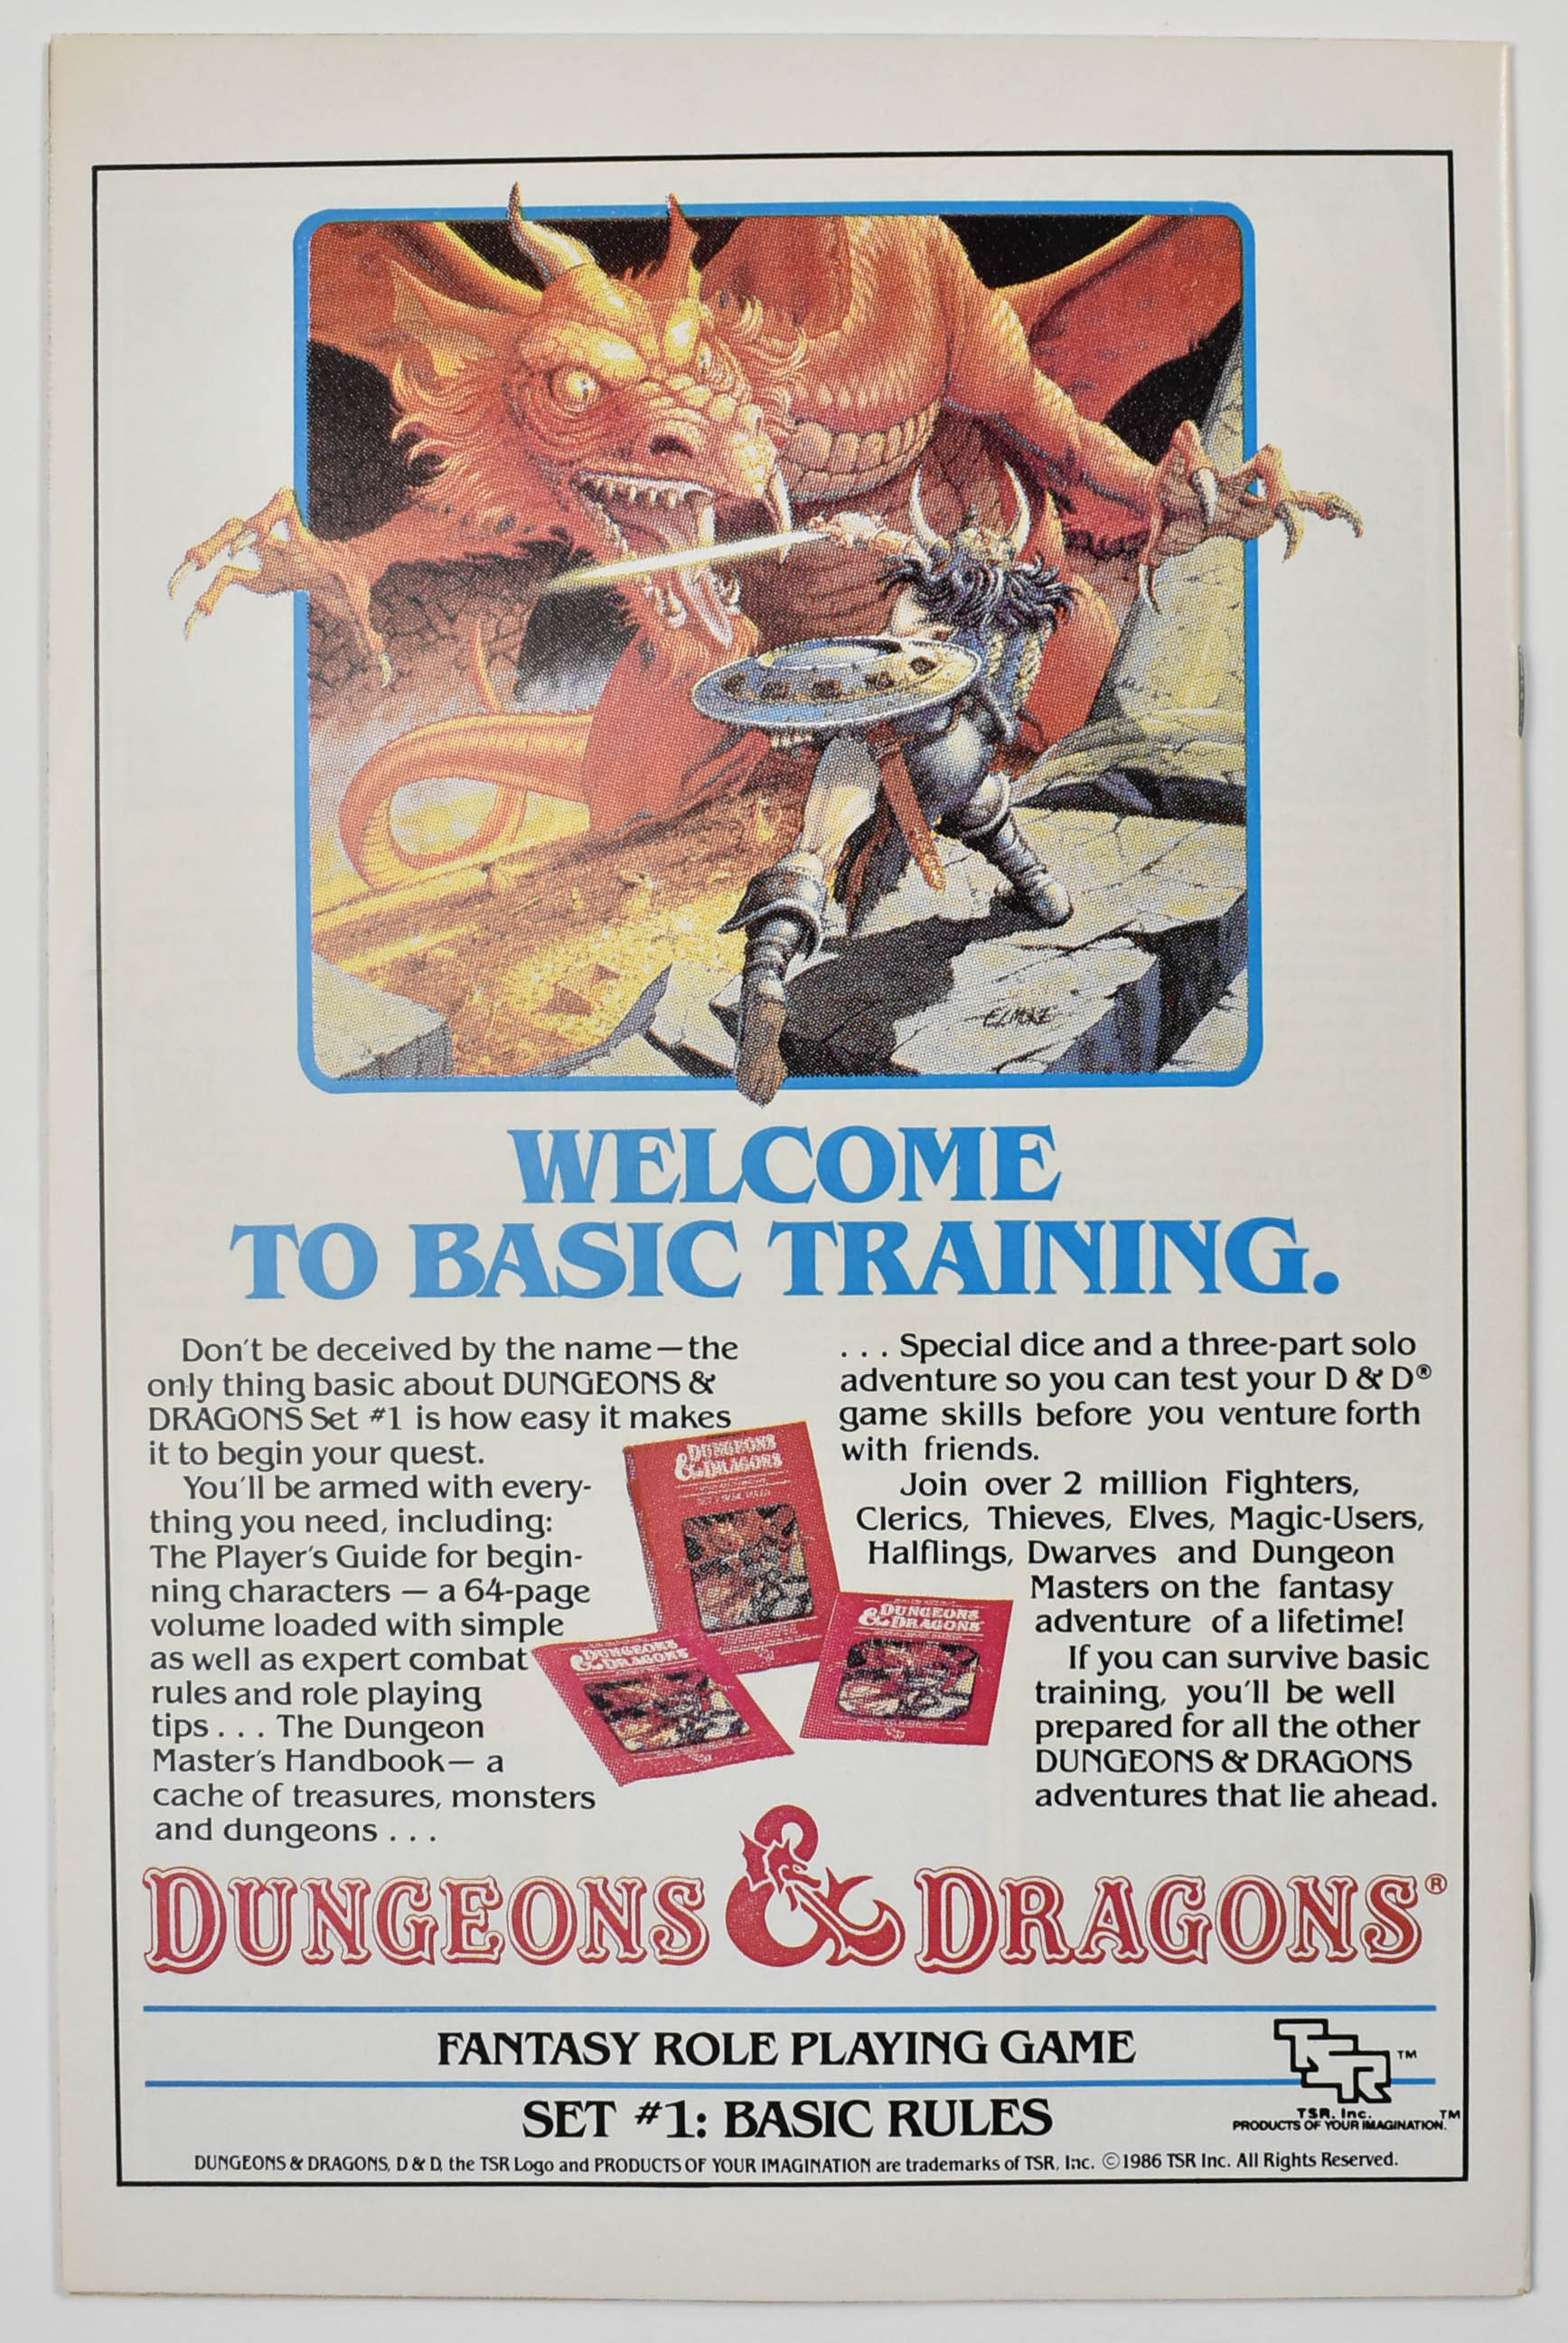 ELMORE
WELCOME
TO BASIC TRAINING.
Don't be deceived by the name—the
only thing basic about DUNGEONS &
DRAGONS Set #1 is how easy it makes
it to begin your quest.
You'll be armed with every-
thing you need, including:
The Player's Guide for begin-
ning characters — a 64-page
volume loaded with simple
as well as expert combat
rules and role playing
tips . . . The Dungeon
Master's Handbook— a
cache of treasures, monsters
and dungeons . . .
. . . Special dice and a three-part solo
adventure so you can test your D & D®
game skills before you venture forth
with friends.
Join over 2 million Fighters,
Clerics, Thieves, Elves, Magic-Users,
Halflings, Dwarves and Dungeon
Masters on the fantasy
adventure of a lifetime!
If you can survive basic
training, you'll be well
prepared for all the other
DUNGEONS & DRAGONS
adventures that lie ahead.
DUNGEONS
& DRAGONS
DUNGEONS
& DRAGONS
DUNGEONS
& DRAGONS
DUNGEONS & DRAGONS®
FANTASY ROLE PLAYING GAME
SET #1: BASIC RULES
TSR™
TSR, Inc.
PRODUCTS OF YOUR IMAGINATION.™
DUNGEONS & DRAGONS, D & D, the TSR Logo and PRODUCTS OF YOUR IMAGINATION are trademarks of TSR, Inc. ©1986 TSR Inc. All Rights Reserved.